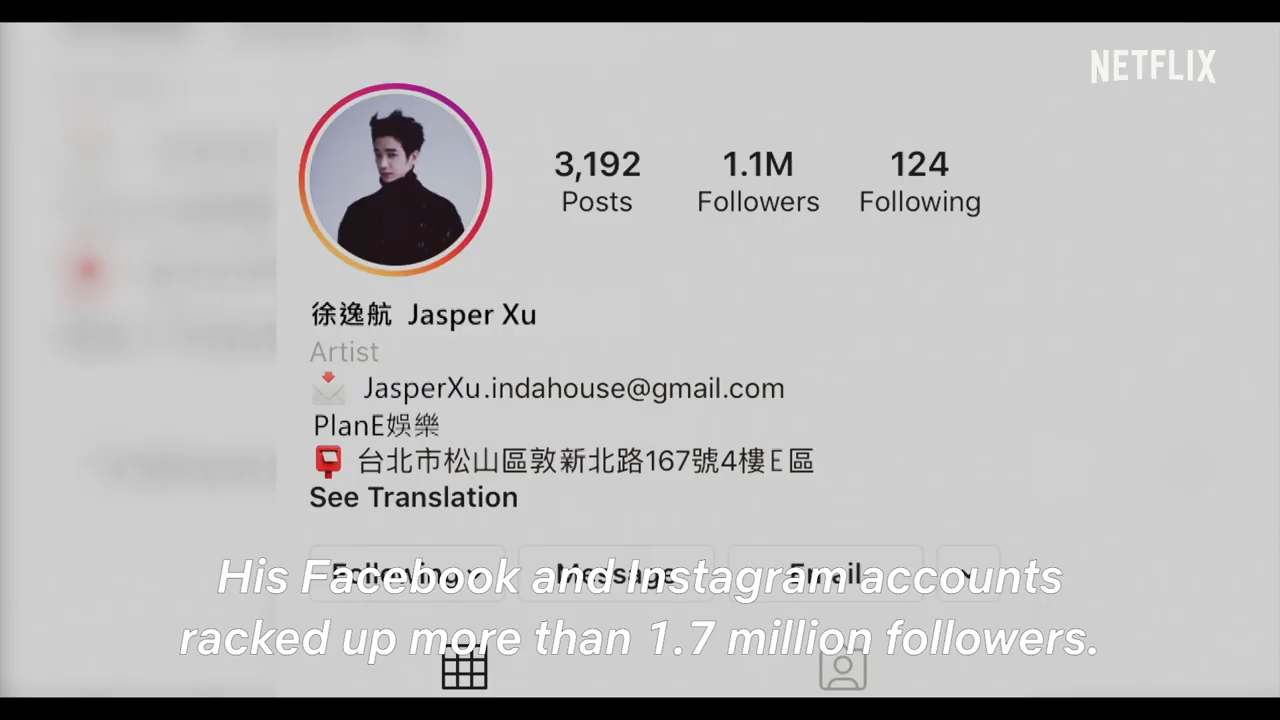 NETFLIX
3,192 1.1M 124
Posts Followers Following
徐逸航 Jasper Xu
Artist
JasperXu.indahouse@gmail.com
PlanE娛樂
台北市松山區敦新北路167號4樓E區
See Translation
Following Message Email
His Facebook and Instagram accounts
racked up more than 1.7 million followers.